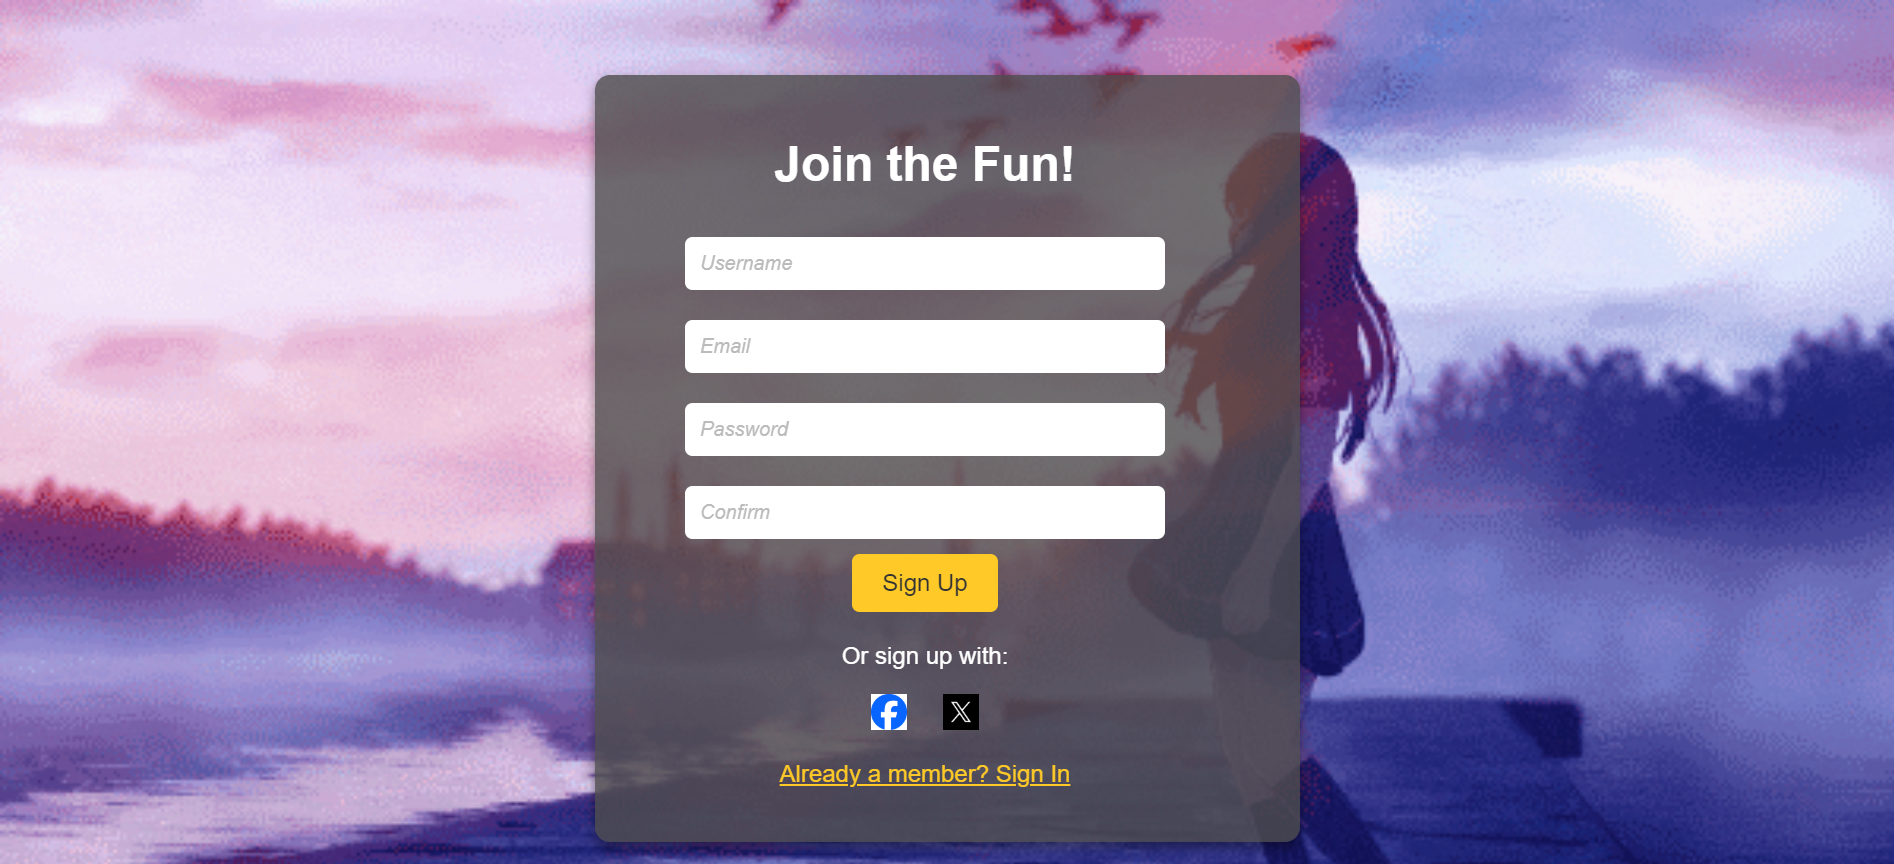 Join the Fun!
Username
Email
Password
Confirm
Sign Up
Or sign up with:
Already a member? Sign In